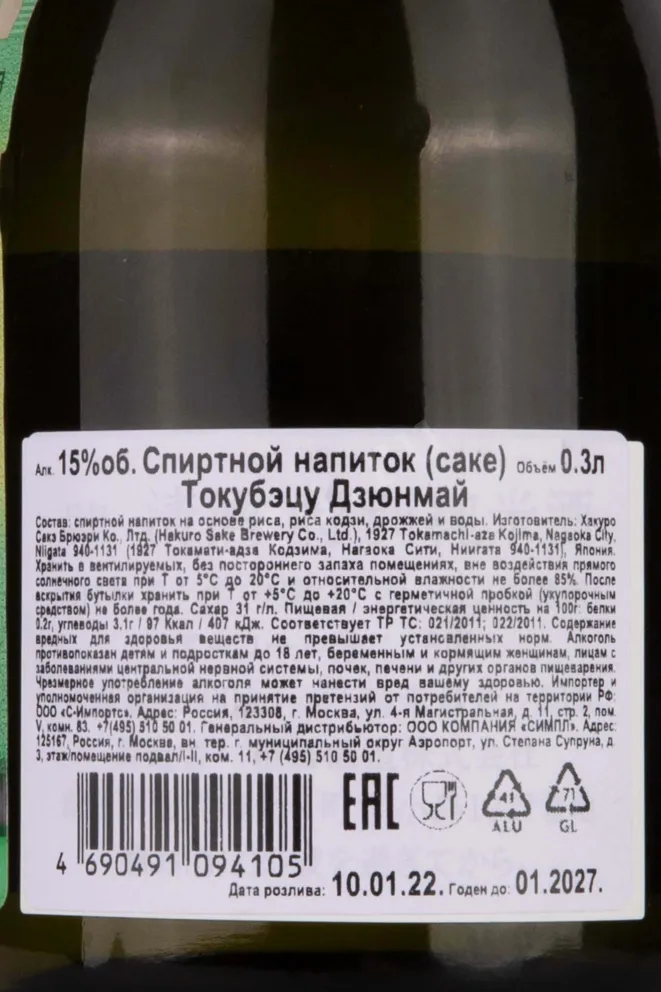 Алк. 15%об. Спиртной напиток (саке) Объём 0.3л
Токубэцу Дзюнмай
Состав: спиртной напиток на основе риса, риса кодзи, дрожжей и воды. Изготовитель: Хакуро
Сакэ Брюэри Ко., Лтд. (Hakuro Sake Brewery Co., Ltd.), 1927 Tokamachi-aza Kojima, Nagaoka City,
Niigata 940-1131 (1927 Токамати-адза Кодзима, Нагаока Сити, Ниигата 940-1131), Япония.
Хранить в вентилируемых, без постороннего запаха помещениях, вне воздействия прямого
солнечного света при Т от 5°С до 20°С и относительной влажности не более 85%. После
вскрытия бутылки хранить при Т от +5°С до +20°С с герметичной пробкой (укупорочным
средством) не более года. Сахар 31 г/л. Пищевая / энергетическая ценность на 100г: белки
0.2г, углеводы 3.1г / 97 Ккал / 407 кДж. Соответствует ТР ТС: 021/2011; 022/2011. Содержание
вредных для здоровья веществ не превышает установленных норм. Алкоголь
противопоказан детям и подросткам до 18 лет, беременным и кормящим женщинам, лицам с
заболеваниями центральной нервной системы, почек, печени и других органов пищеварения.
Чрезмерное употребление алкоголя может нанести вред вашему здоровью. Импортер и
уполномоченная организация на принятие претензий от потребителей на территории РФ:
ООО «С-Импортс». Адрес: Россия, 123308, г. Москва, ул. 4-я Магистральная, д. 11, стр. 2, пом.
V, комн. 83. +7(495) 510 50 01. Генеральный дистрибьютор: ООО КОМПАНИЯ «СИМПЛ». Адрес:
125167, Россия, г. Москва, вн. тер. г. муниципальный округ Аэропорт, ул. Степана Супруна, д.
3, этаж/помещение подвал/I-II, ком. 11, +7 (495) 510 50 01.
EAC 41 71
ALU GL
4 690491 094105
Дата розлива: 10.01.22. Годен до: 01.2027.